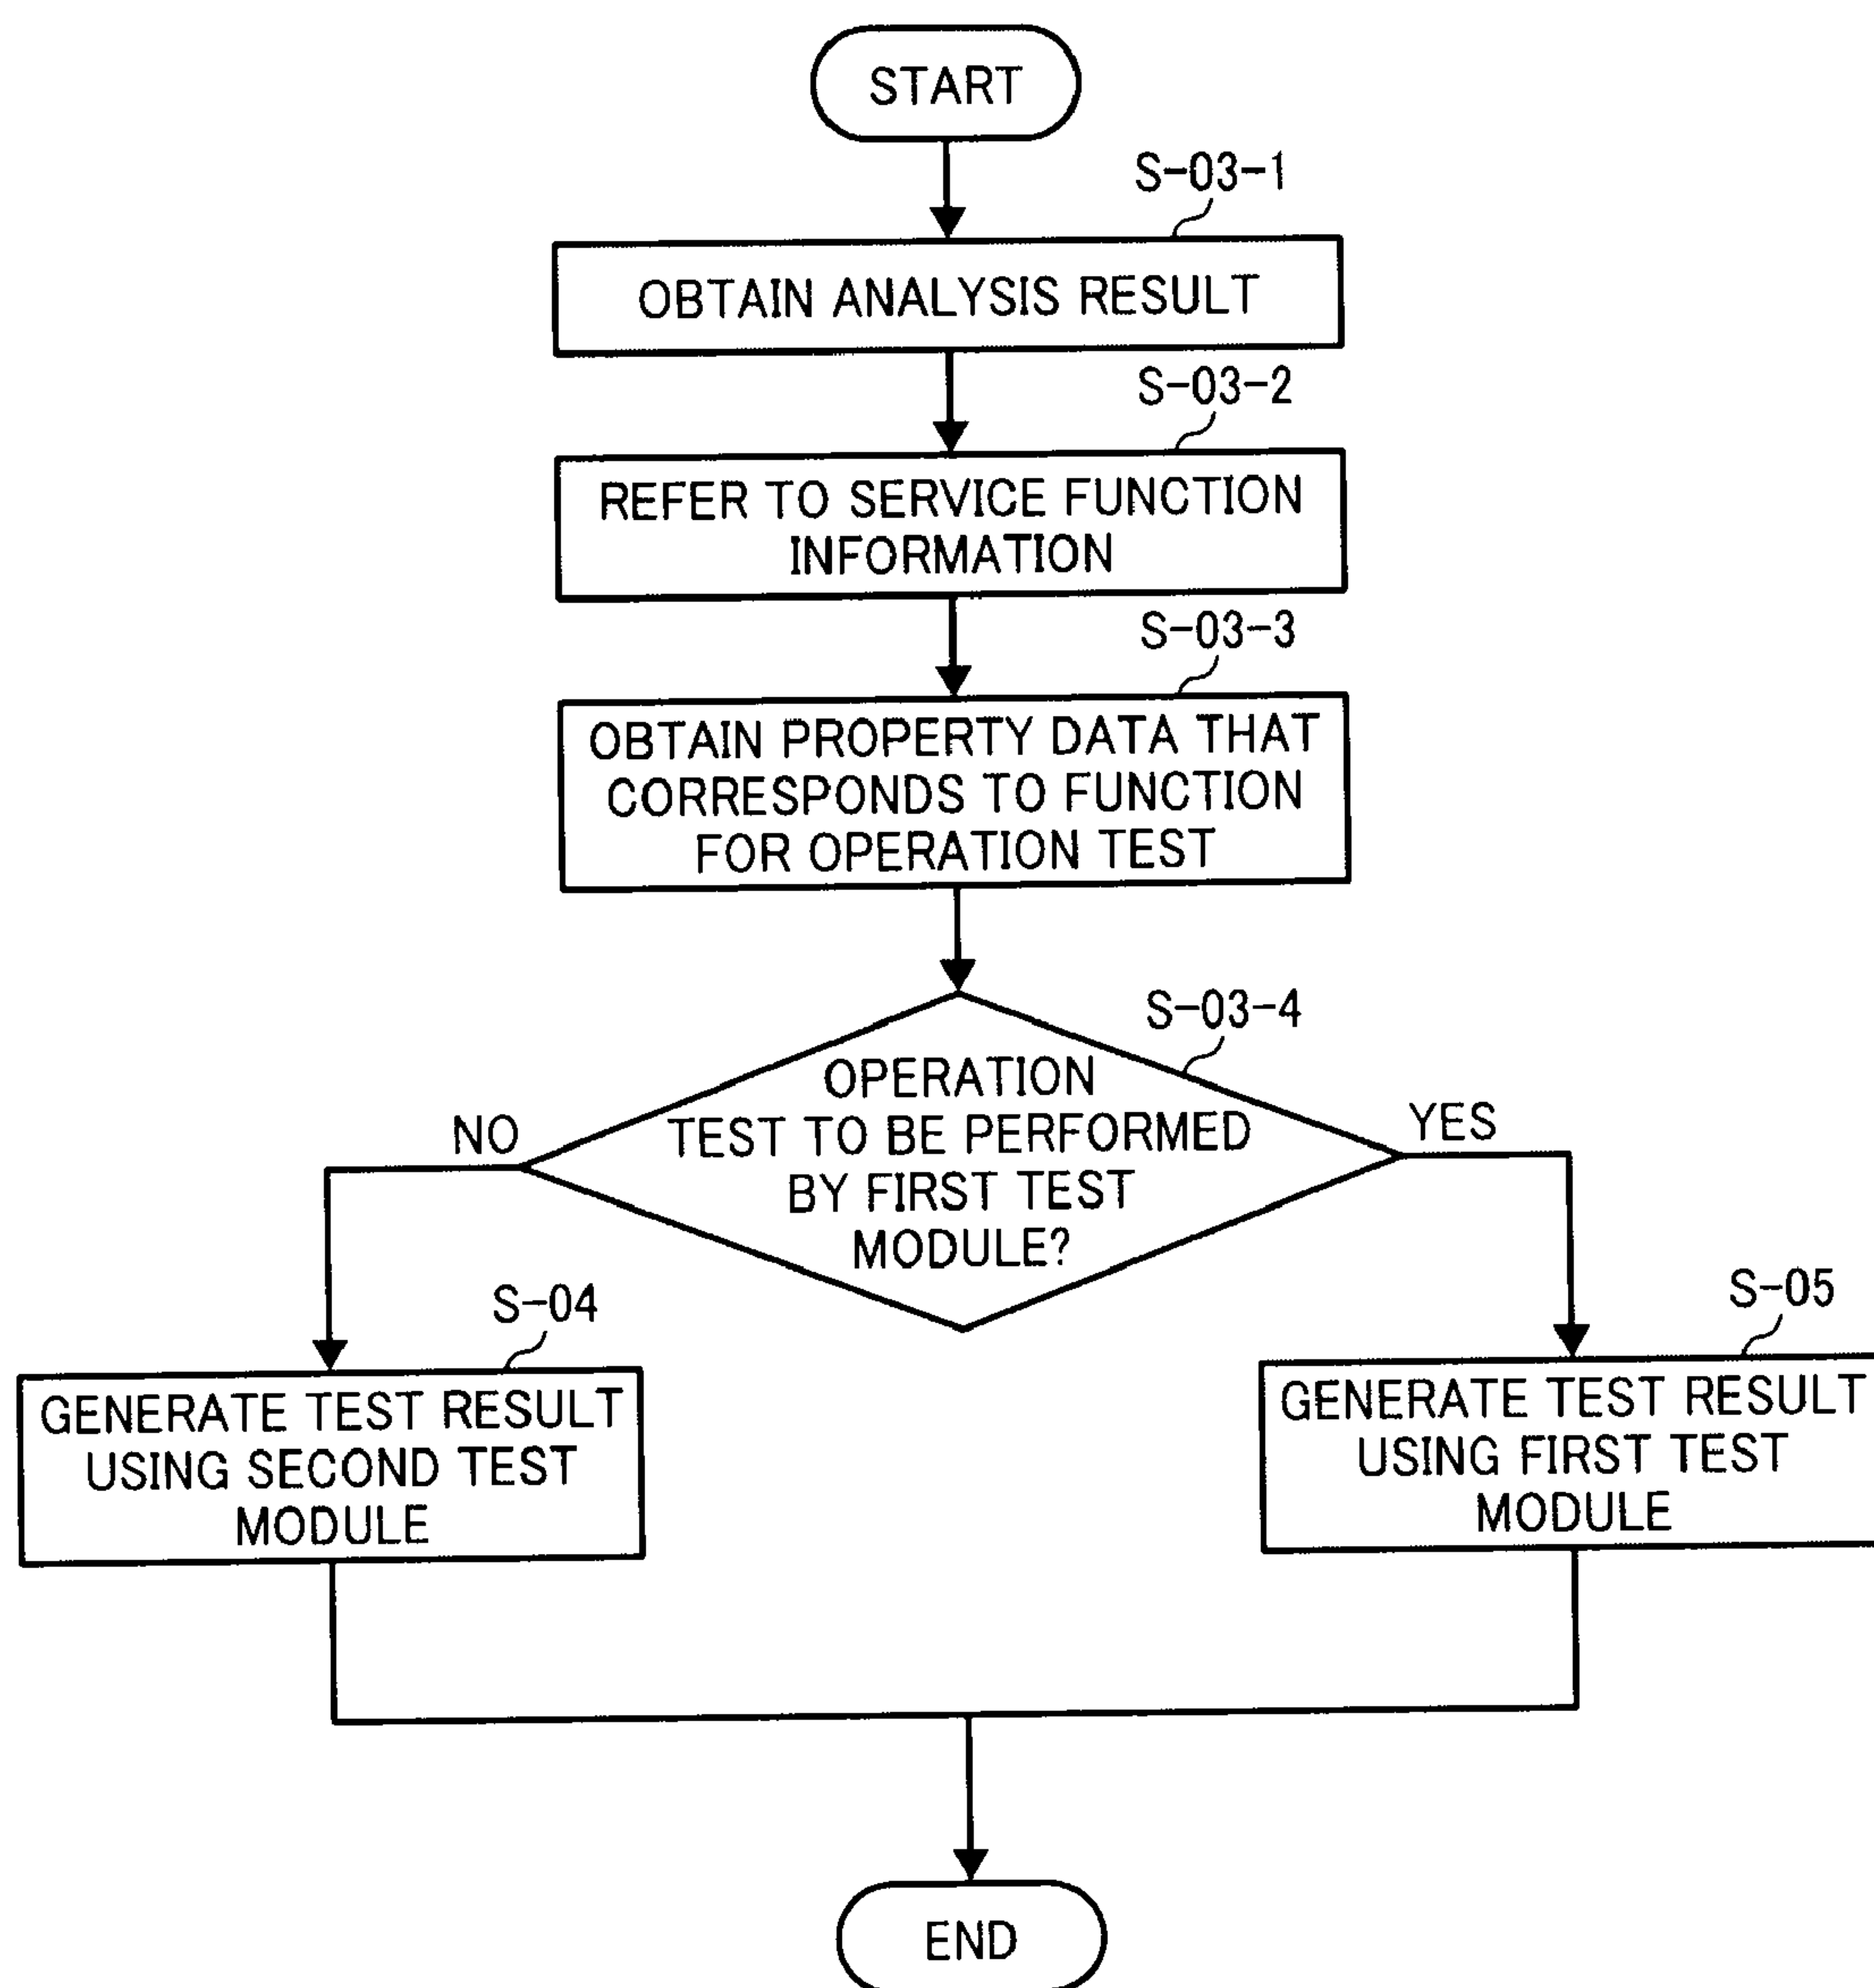 START
S-03-1
OBTAIN ANALYSIS RESULT
S-03-2
REFER TO SERVICE FUNCTION
INFORMATION
S-03-3
OBTAIN PROPERTY DATA THAT
CORRESPONDS TO FUNCTION
FOR OPERATION TEST
S-03-4
OPERATION
TEST TO BE PERFORMED
BY FIRST TEST
MODULE?
NO
YES
S-04
GENERATE TEST RESULT
USING SECOND TEST
MODULE
S-05
GENERATE TEST RESULT
USING FIRST TEST
MODULE
END